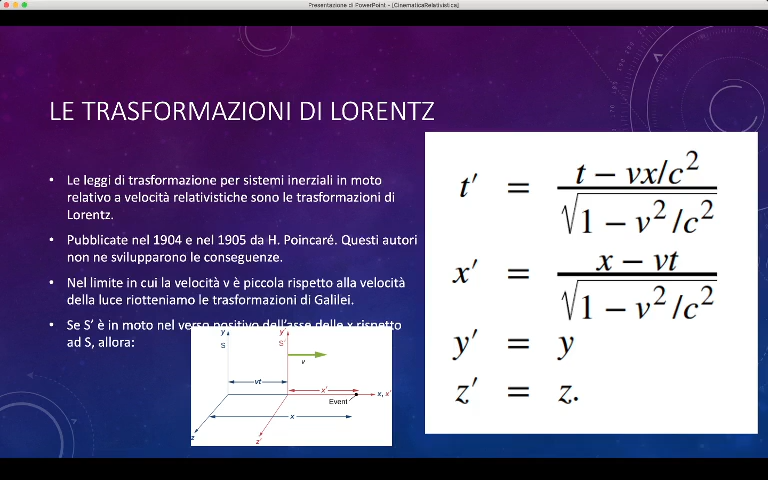 Presentazione di PowerPoint - [CinematicaRelativistica]
LE TRASFORMAZIONI DI LORENTZ
• Le leggi di trasformazione per sistemi inerziali in moto
relativo a velocità relativistiche sono le trasformazioni di
Lorentz.
• Pubblicate nel 1904 e nel 1905 da H. Poincaré. Questi autori
non ne svilupparono le conseguenze.
• Nel limite in cui la velocità v è piccola rispetto alla velocità
della luce riotteniamo le trasformazioni di Galilei.
• Se S’ è in moto nel verso positivo dell’asse delle x rispetto
ad S, allora:
t′ = (t − vx/c²) / √(1 − v²/c²)
x′ = (x − vt) / √(1 − v²/c²)
y′ = y
z′ = z.
y y′
S S′
v
vt
x′
x, x′
Event
x
z z′